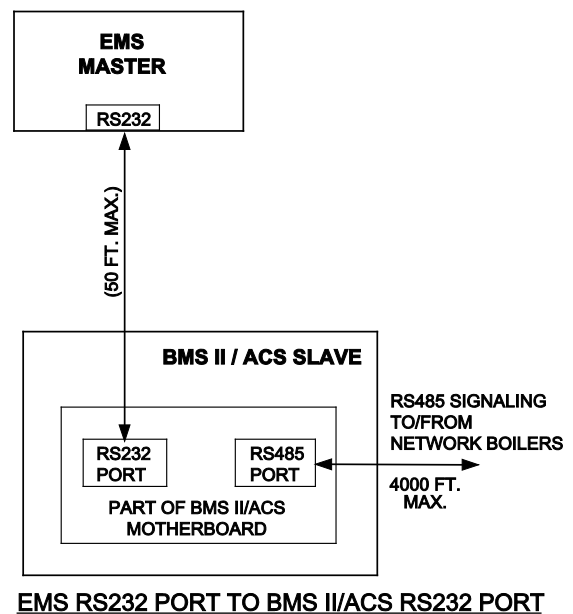 EMS
MASTER
RS232
(50 FT. MAX.)
BMS II / ACS SLAVE
RS485 SIGNALING
TO/FROM
NETWORK BOILERS
RS232
PORT
RS485
PORT
4000 FT.
MAX.
PART OF BMS II/ACS
MOTHERBOARD
EMS RS232 PORT TO BMS II/ACS RS232 PORT